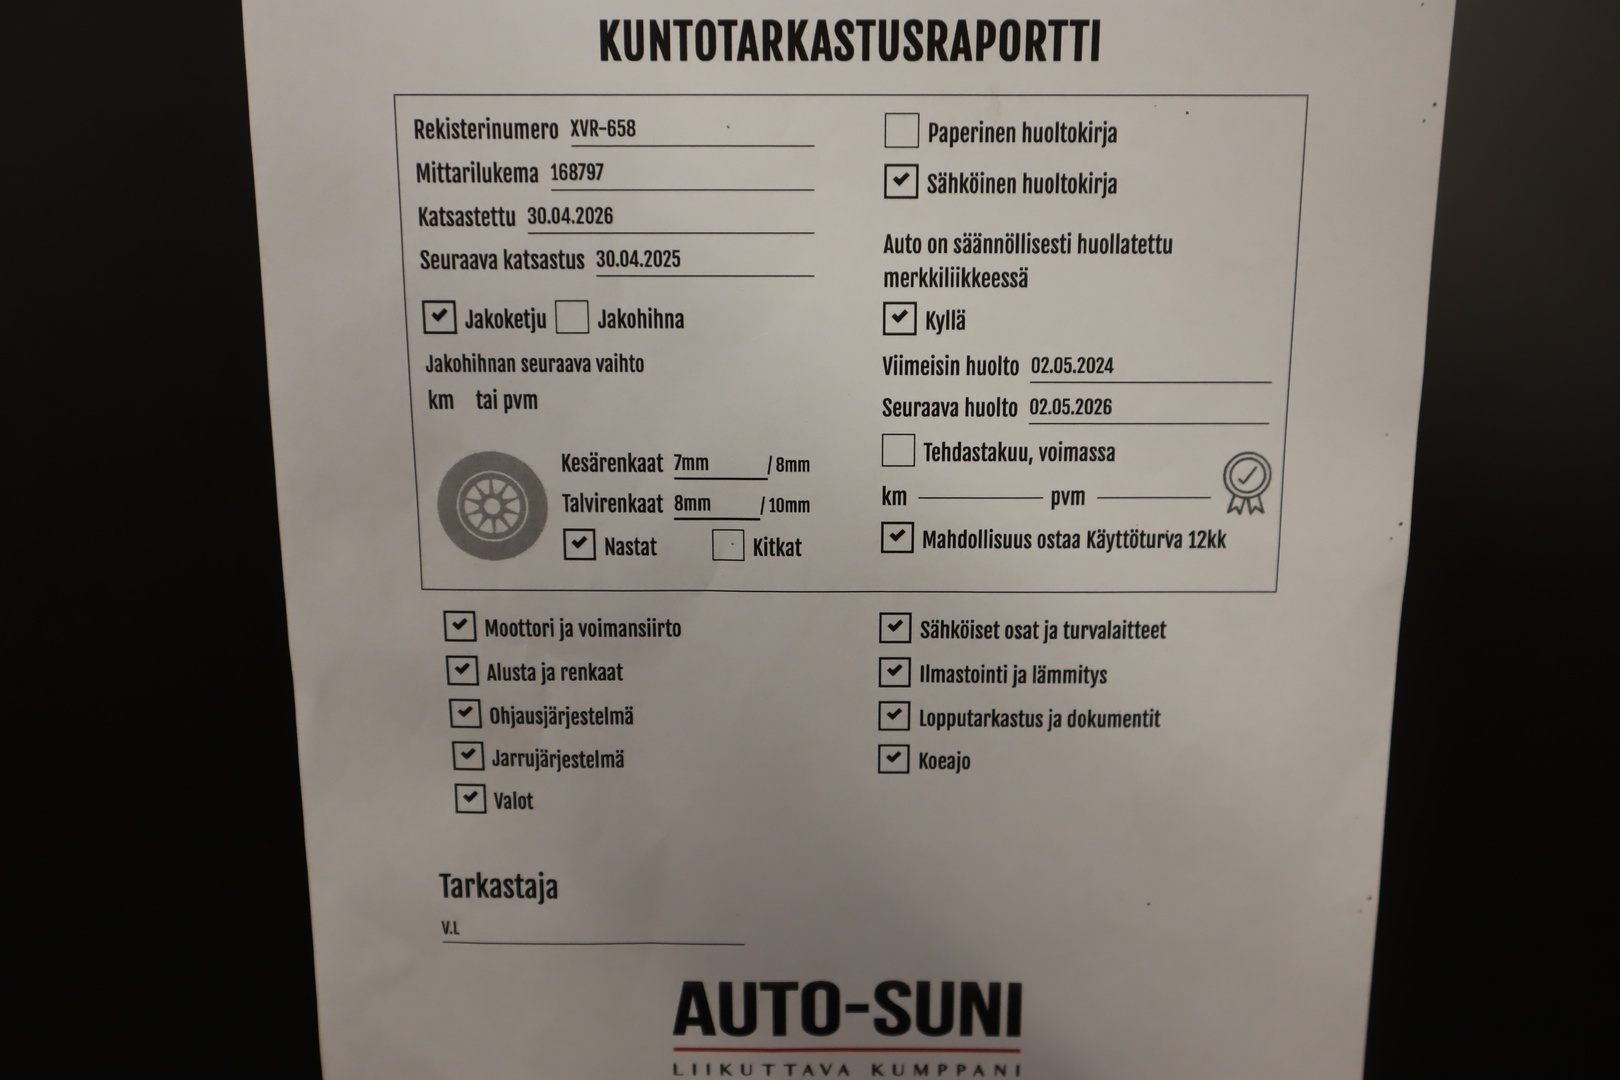 KUNTOTARKASTUSRAPORTTI
Rekisterinumero XVR-658
Mittarilukema 168797
Katsastettu 30.04.2026
Seuraava katsastus 30.04.2025
Jakoketju Jakohihna
Jakohihnan seuraava vaihto
km tai pvm
Kesärenkaat 7mm / 8mm
Talvirenkaat 8mm / 10mm
Nastat Kitkat
Paperinen huoltokirja
Sähköinen huoltokirja
Auto on säännöllisesti huollatettu
merkkiliikkeessä
Kyllä
Viimeisin huolto 02.05.2024
Seuraava huolto 02.05.2026
Tehdastakuu, voimassa
km pvm
Mahdollisuus ostaa Käyttöturva 12kk
Moottori ja voimansiirto
Alusta ja renkaat
Ohjausjärjestelmä
Jarrujärjestelmä
Valot
Sähköiset osat ja turvalaitteet
Ilmastointi ja lämmitys
Lopputarkastus ja dokumentit
Koeajo
Tarkastaja
V.L
AUTO-SUNI
LIIKUTTAVA KUMPPANI